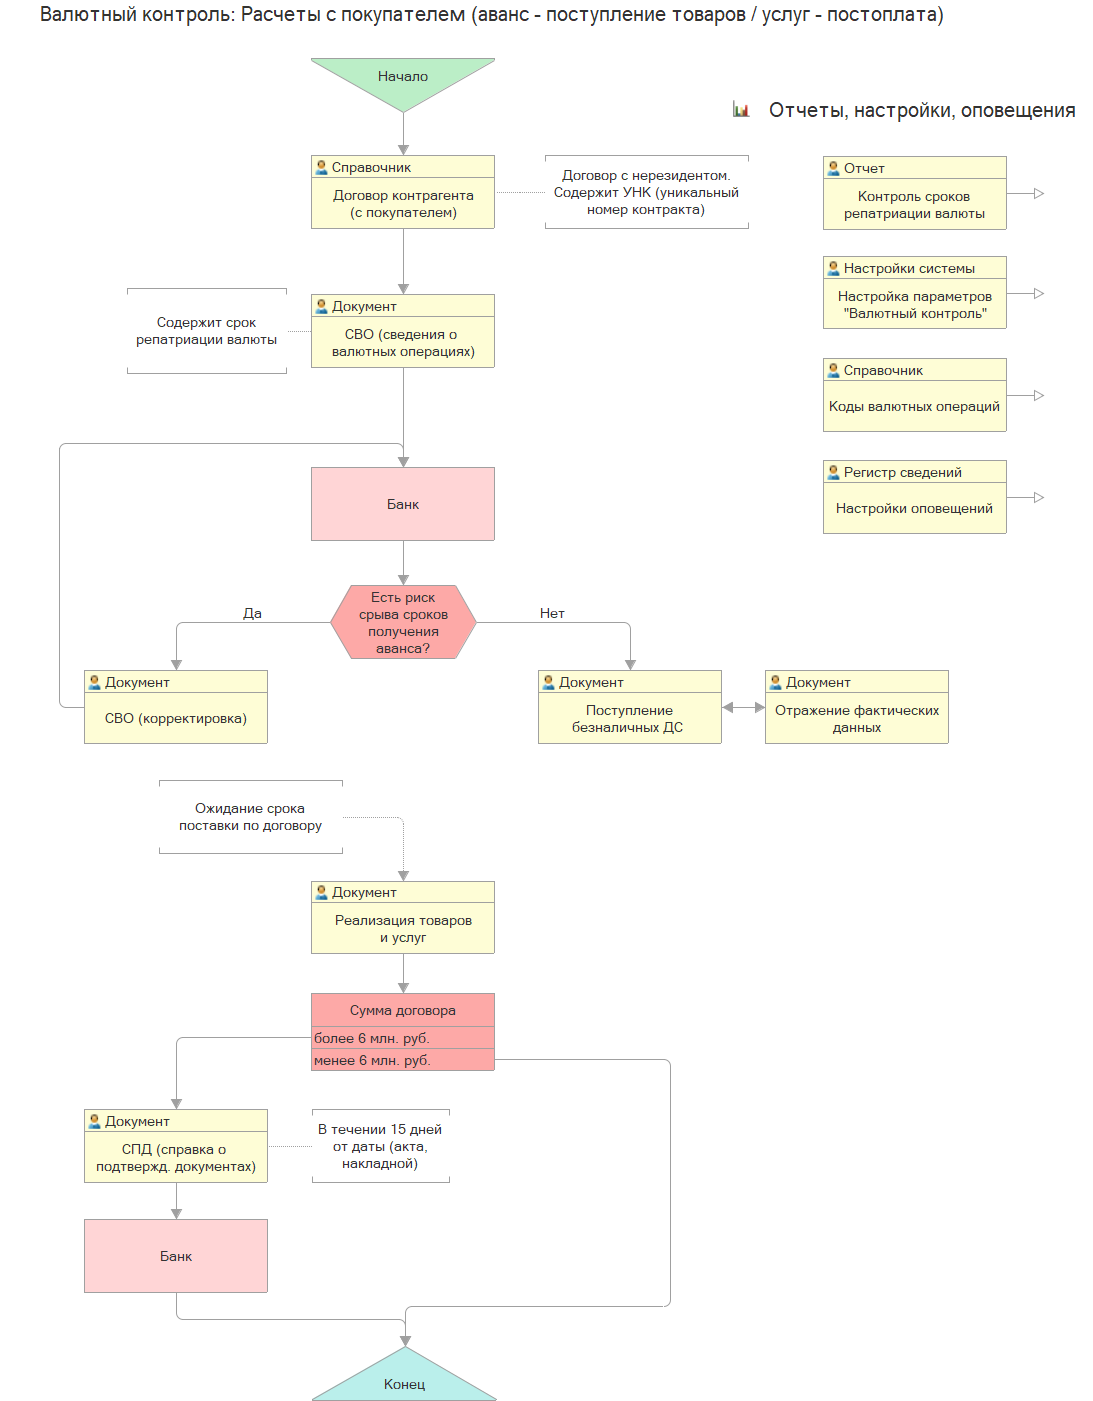 Валютный контроль: Расчеты с покупателем (аванс - поступление товаров / услуг - постоплата)
Начало
Отчеты, настройки, оповещения
Справочник
Договор контрагента
(с покупателем)
Договор с нерезидентом.
Содержит УНК (уникальный
номер контракта)
Отчет
Контроль сроков
репатриации валюты
Настройки системы
Настройка параметров
"Валютный контроль"
Содержит срок
репатриации валюты
Документ
СВО (сведения о
валютных операциях)
Справочник
Коды валютных операций
Регистр сведений
Настройки оповещений
Банк
Есть риск
срыва сроков
получения
аванса?
Да
Нет
Документ
СВО (корректировка)
Документ
Поступление
безналичных ДС
Документ
Отражение фактических
данных
Ожидание срока
поставки по договору
Документ
Реализация товаров
и услуг
Сумма договора
более 6 млн. руб.
менее 6 млн. руб.
Документ
СПД (справка о
подтвержд. документах)
В течении 15 дней
от даты (акта,
накладной)
Банк
Конец